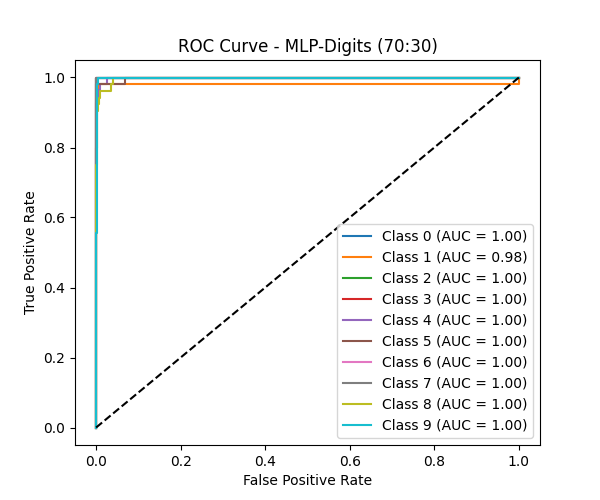 ROC Curve - MLP-Digits (70:30)
True Positive Rate
1.0
0.8
0.6
0.4
0.2
0.0
Class 0 (AUC = 1.00)
Class 1 (AUC = 0.98)
Class 2 (AUC = 1.00)
Class 3 (AUC = 1.00)
Class 4 (AUC = 1.00)
Class 5 (AUC = 1.00)
Class 6 (AUC = 1.00)
Class 7 (AUC = 1.00)
Class 8 (AUC = 1.00)
Class 9 (AUC = 1.00)
0.0 0.2 0.4 0.6 0.8 1.0
False Positive Rate